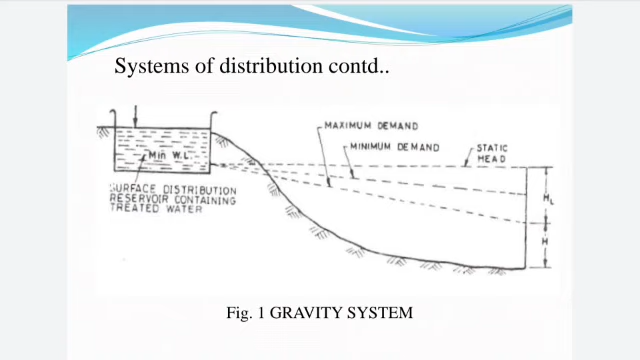 Systems of distribution contd..
MAXIMUM DEMAND
MINIMUM DEMAND
STATIC
HEAD
Min W.L.
SURFACE DISTRIBUTION
RESERVOIR CONTAINING
TREATED WATER
HL
H
Fig. 1 GRAVITY SYSTEM